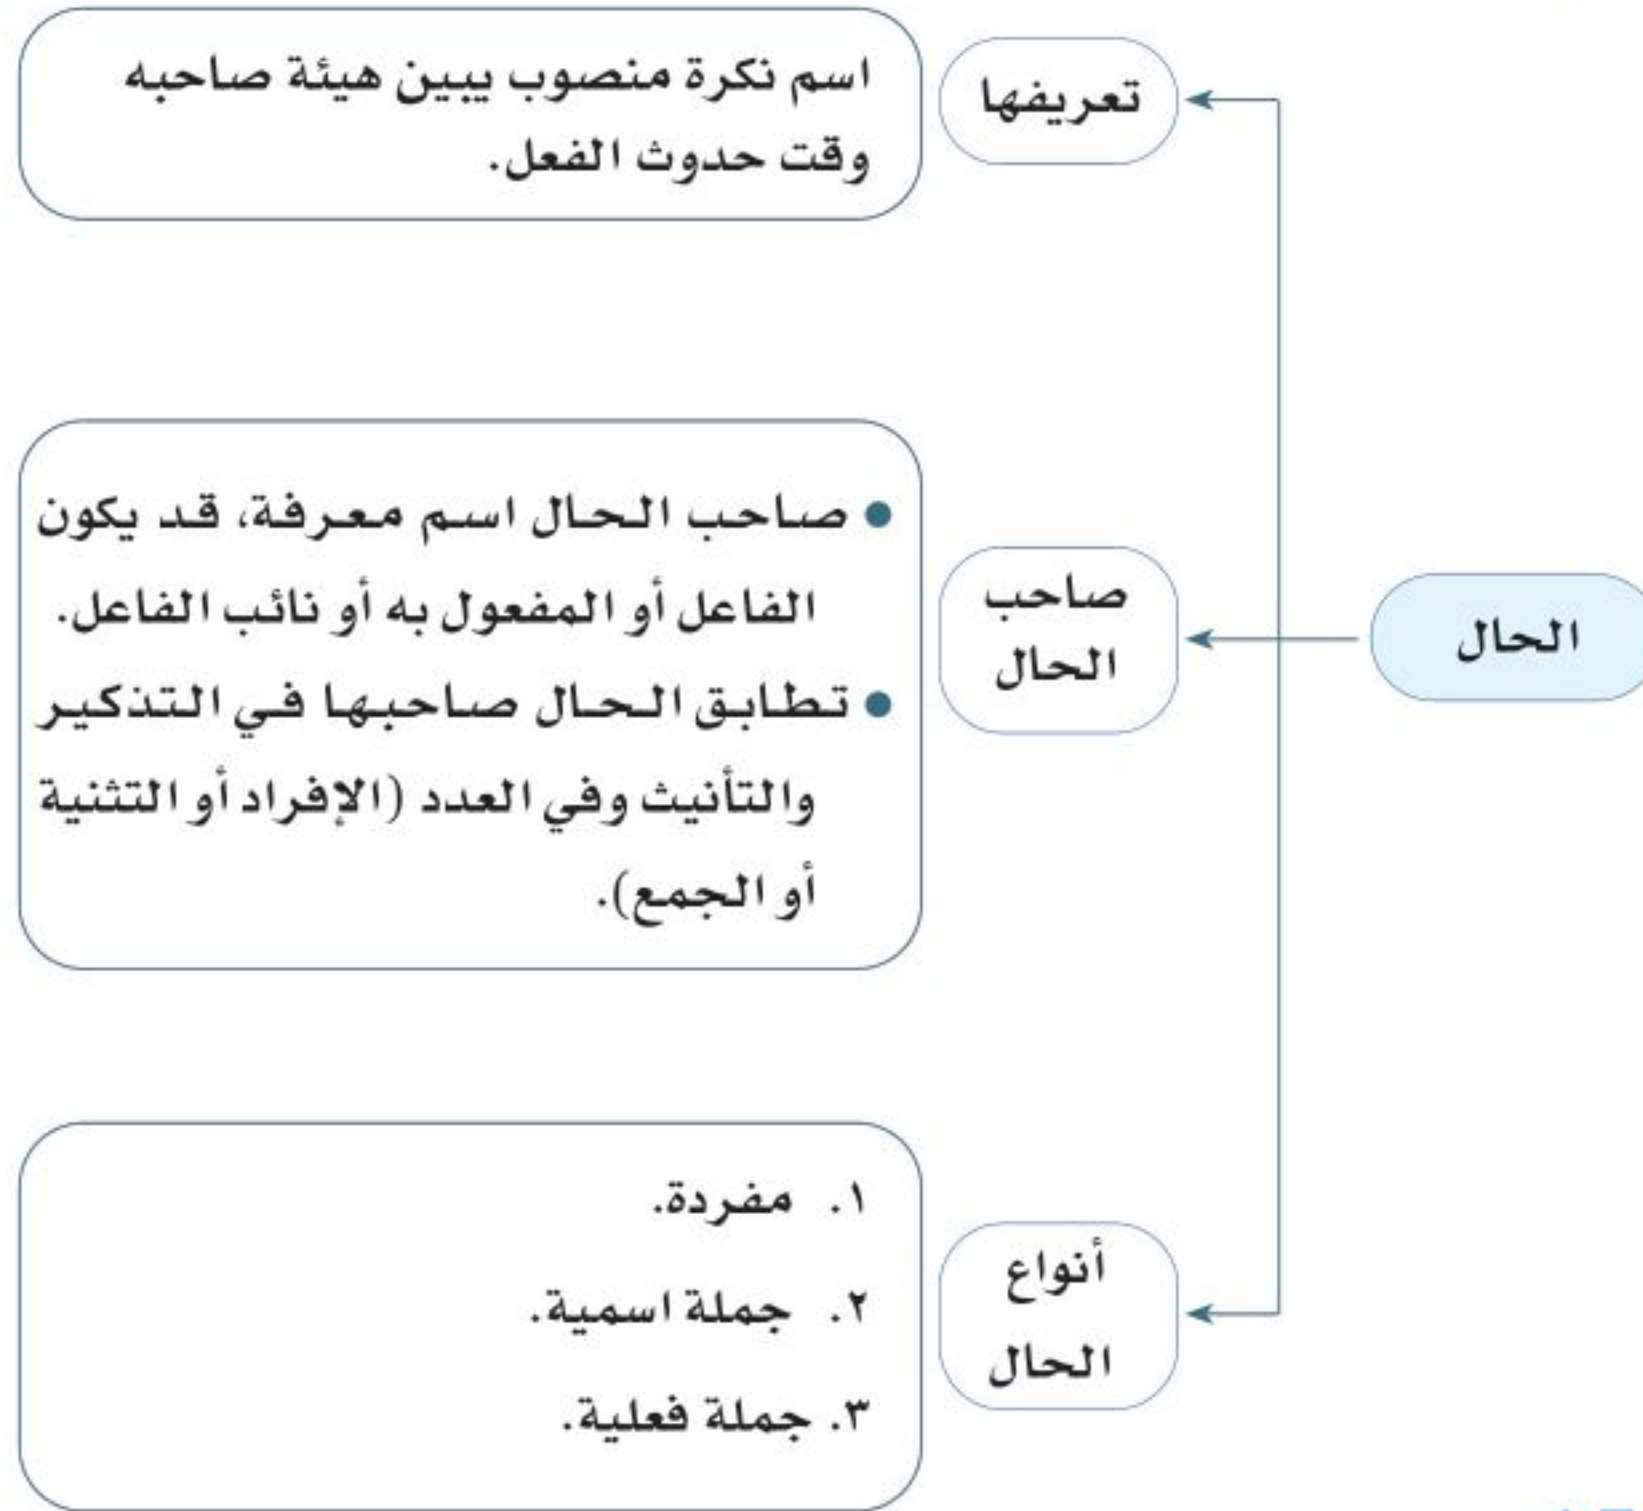 الحال
تعريفها
اسم نكرة منصوب يبين هيئة صاحبه
وقت حدوث الفعل.
صاحب
الحال
● صاحب الحال اسم معرفة، قد يكون
الفاعل أو المفعول به أو نائب الفاعل.
● تطابق الحال صاحبها في التذكير
والتأنيث وفي العدد (الإفراد أو التثنية
أو الجمع).
أنواع
الحال
١. مفردة.
٢. جملة اسمية.
٣. جملة فعلية.